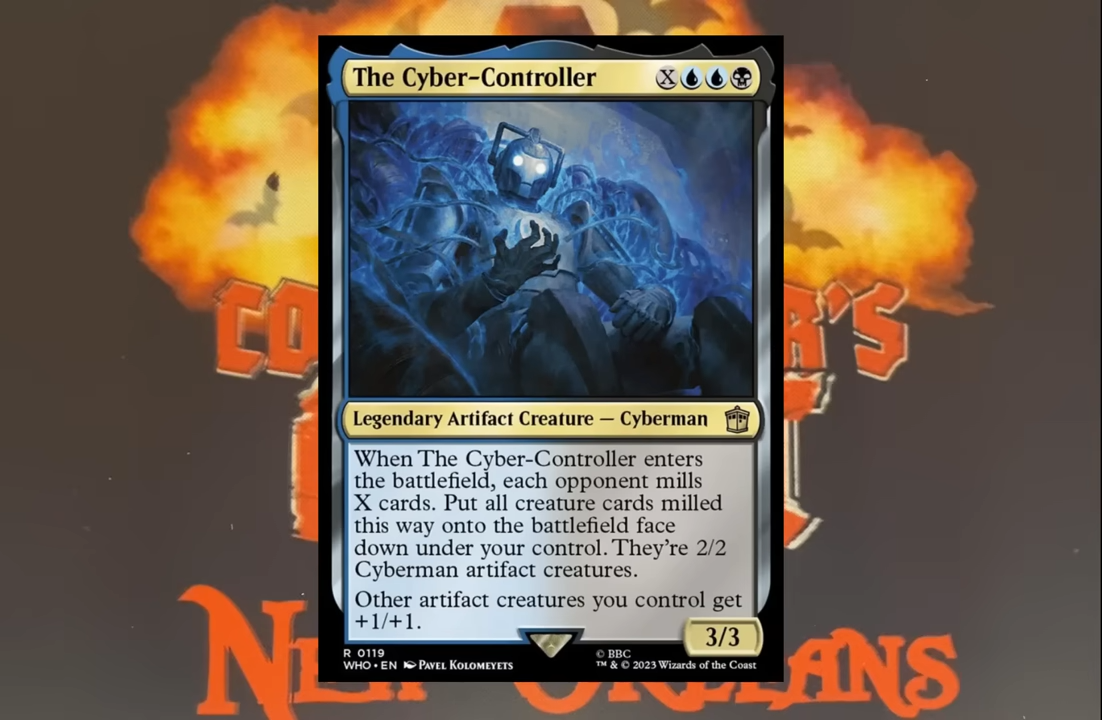 The Cyber-Controller X
Legendary Artifact Creature — Cyberman
When The Cyber-Controller enters
the battlefield, each opponent mills
X cards. Put all creature cards milled
this way onto the battlefield face
down under your control. They're 2/2
Cyberman artifact creatures.
Other artifact creatures you control get
+1/+1.
3/3
R 0119
WHO • EN PAVEL KOLOMEYETS
© BBC
™ & © 2023 Wizards of the Coast